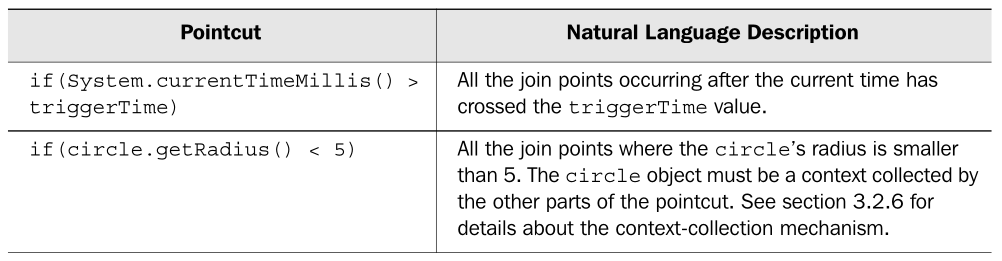 Pointcut
Natural Language Description
if(System.currentTimeMillis() >
triggerTime)
All the join points occurring after the current time has
crossed the triggerTime value.
if(circle.getRadius() < 5)
All the join points where the circle’s radius is smaller
than 5. The circle object must be a context collected by
the other parts of the pointcut. See section 3.2.6 for
details about the context-collection mechanism.